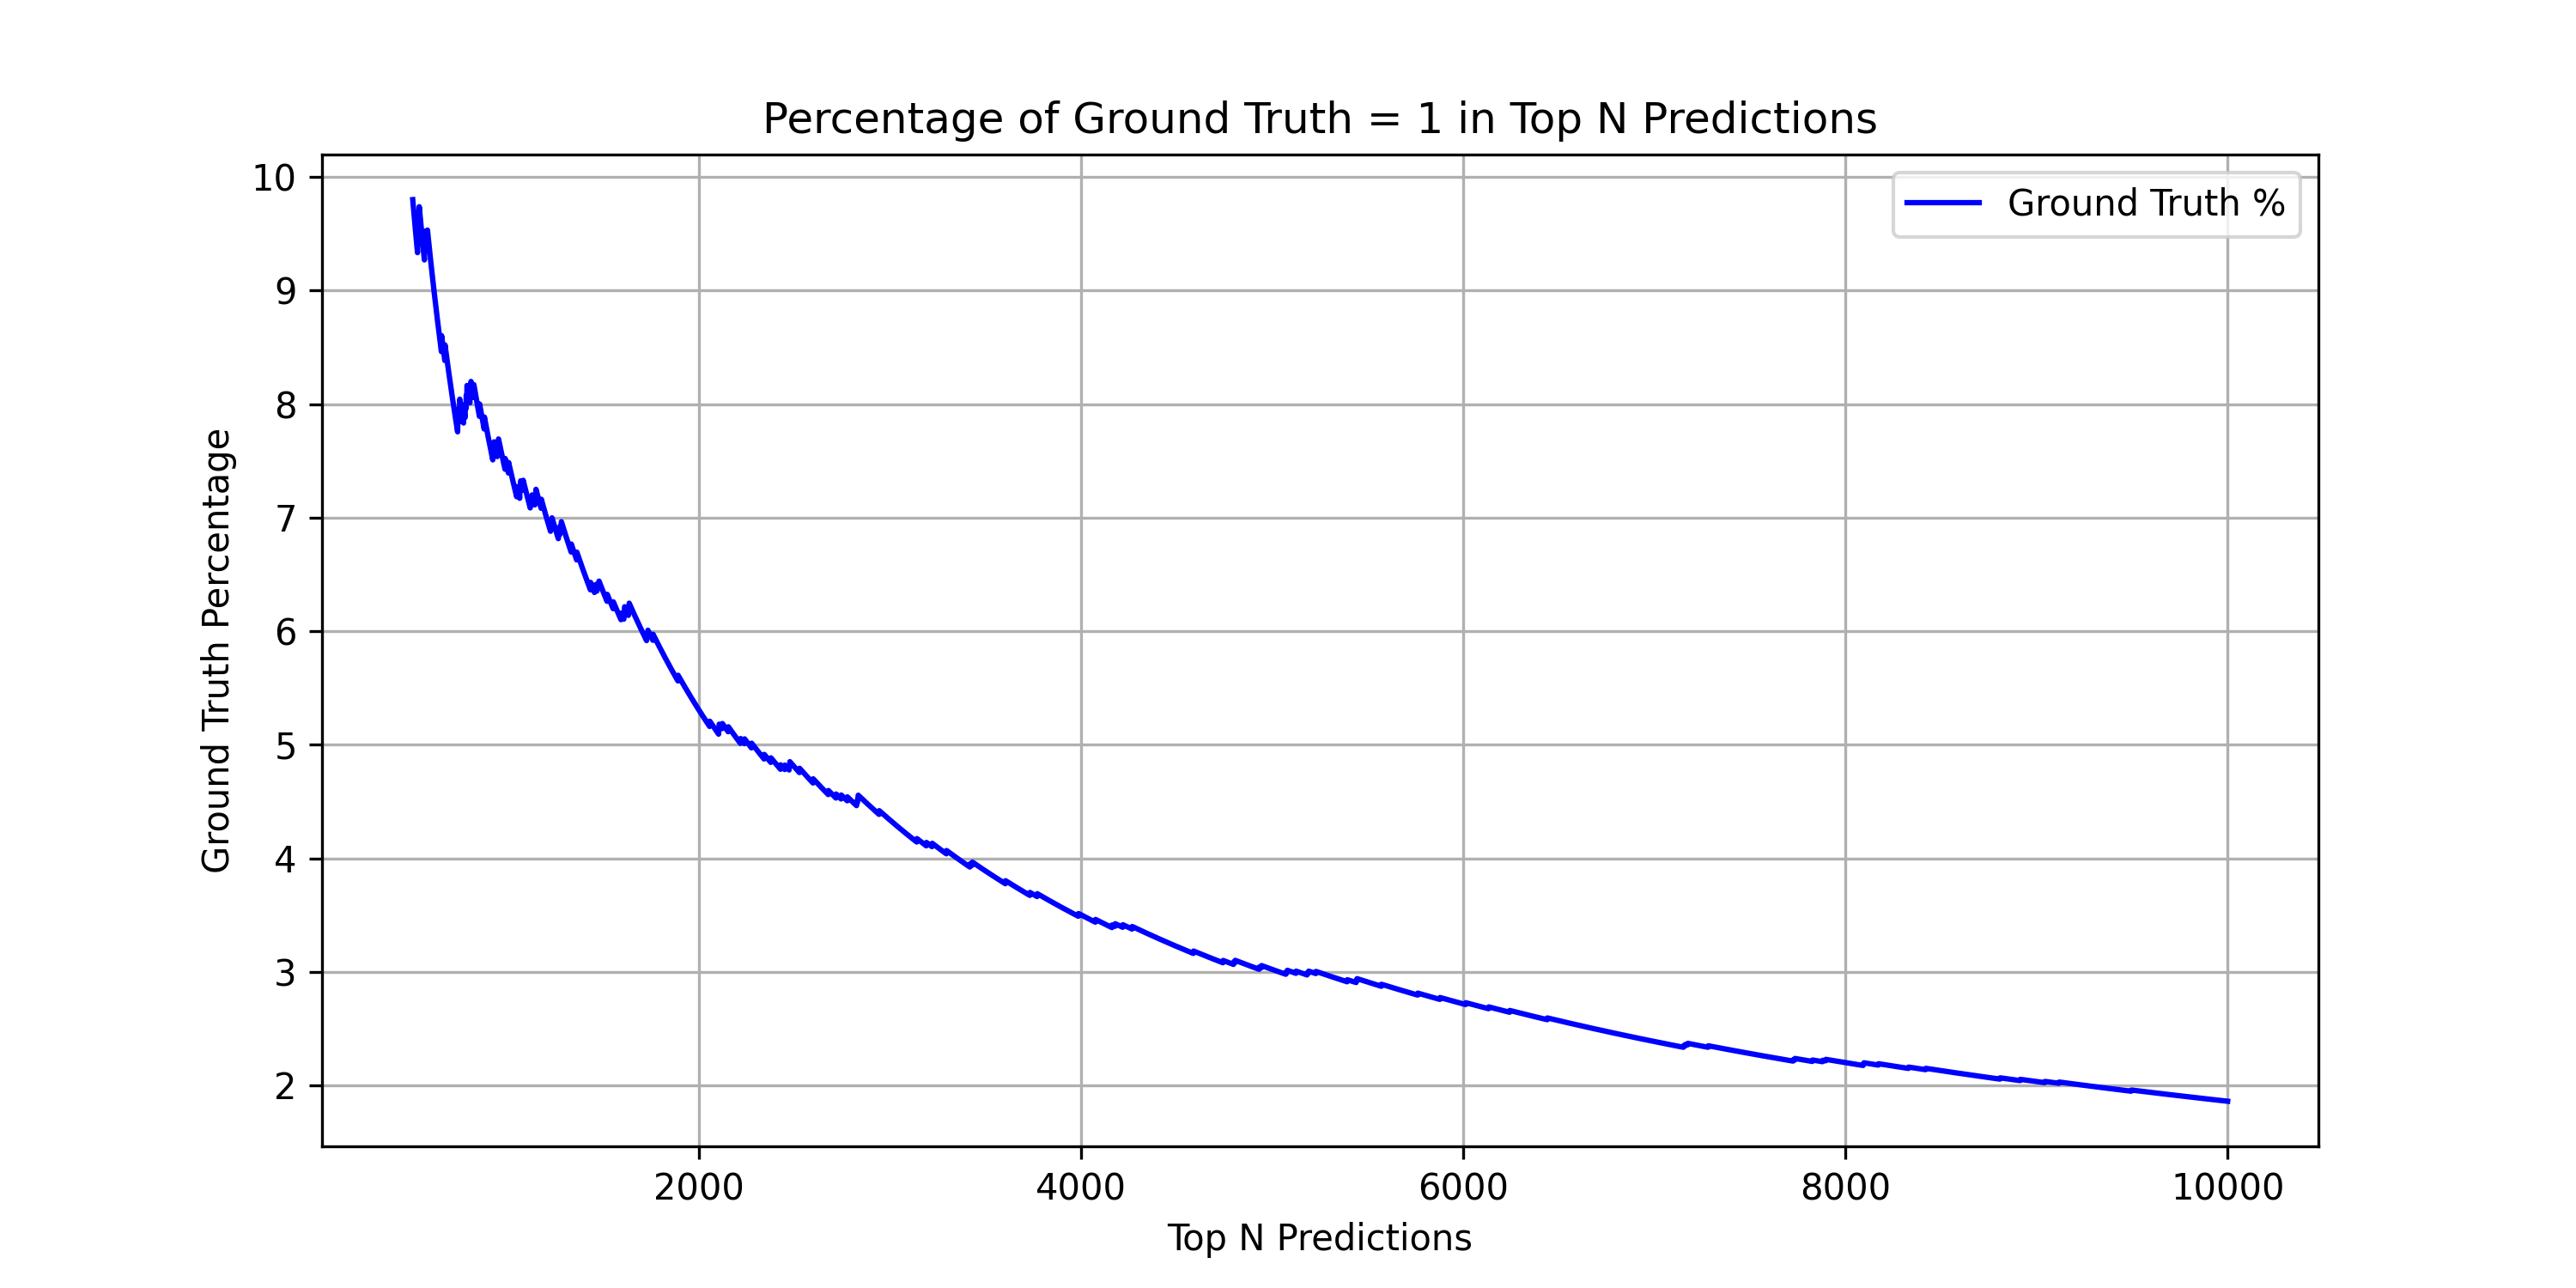 Percentage of Ground Truth = 1 in Top N Predictions
Ground Truth %
Ground Truth Percentage
10
9
8
7
6
5
4
3
2
2000 4000 6000 8000 10000
Top N Predictions